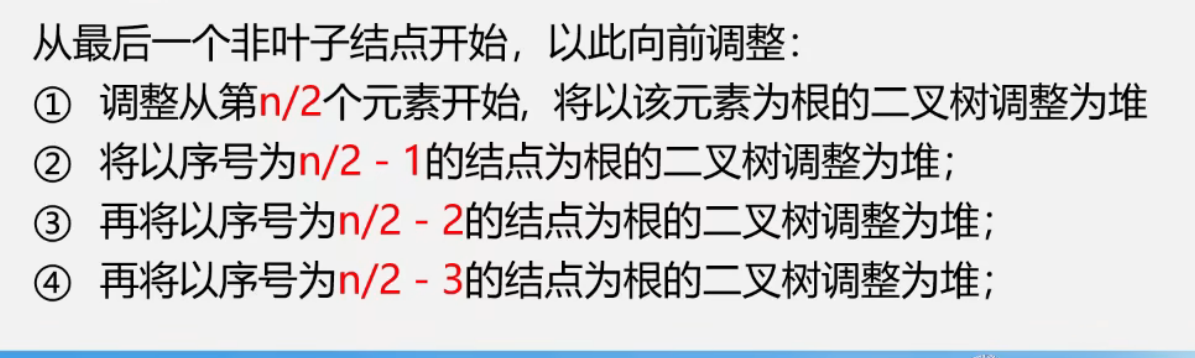 从最后一个非叶子结点开始，以此向前调整：
① 调整从第n/2个元素开始, 将以该元素为根的二叉树调整为堆
② 将以序号为n/2 - 1的结点为根的二叉树调整为堆；
③ 再将以序号为n/2 - 2的结点为根的二叉树调整为堆；
④ 再将以序号为n/2 - 3的结点为根的二叉树调整为堆；